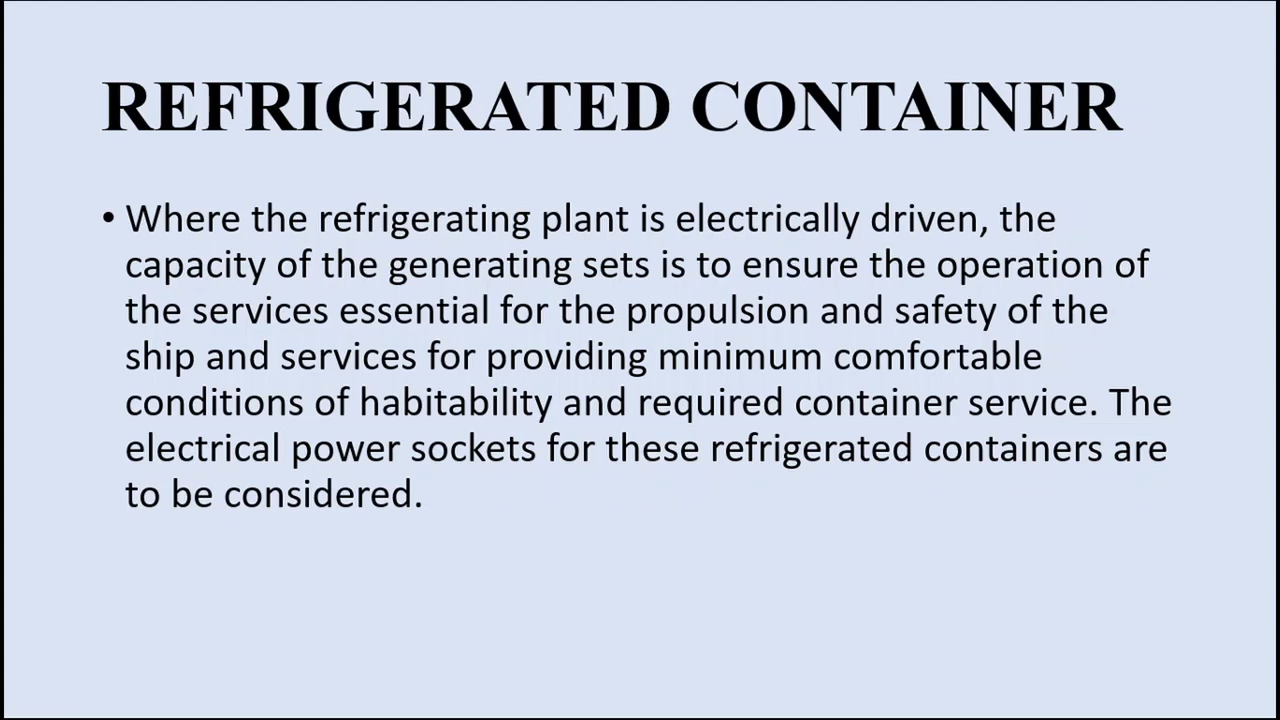 REFRIGERATED CONTAINER
• Where the refrigerating plant is electrically driven, the
capacity of the generating sets is to ensure the operation of
the services essential for the propulsion and safety of the
ship and services for providing minimum comfortable
conditions of habitability and required container service. The
electrical power sockets for these refrigerated containers are
to be considered.